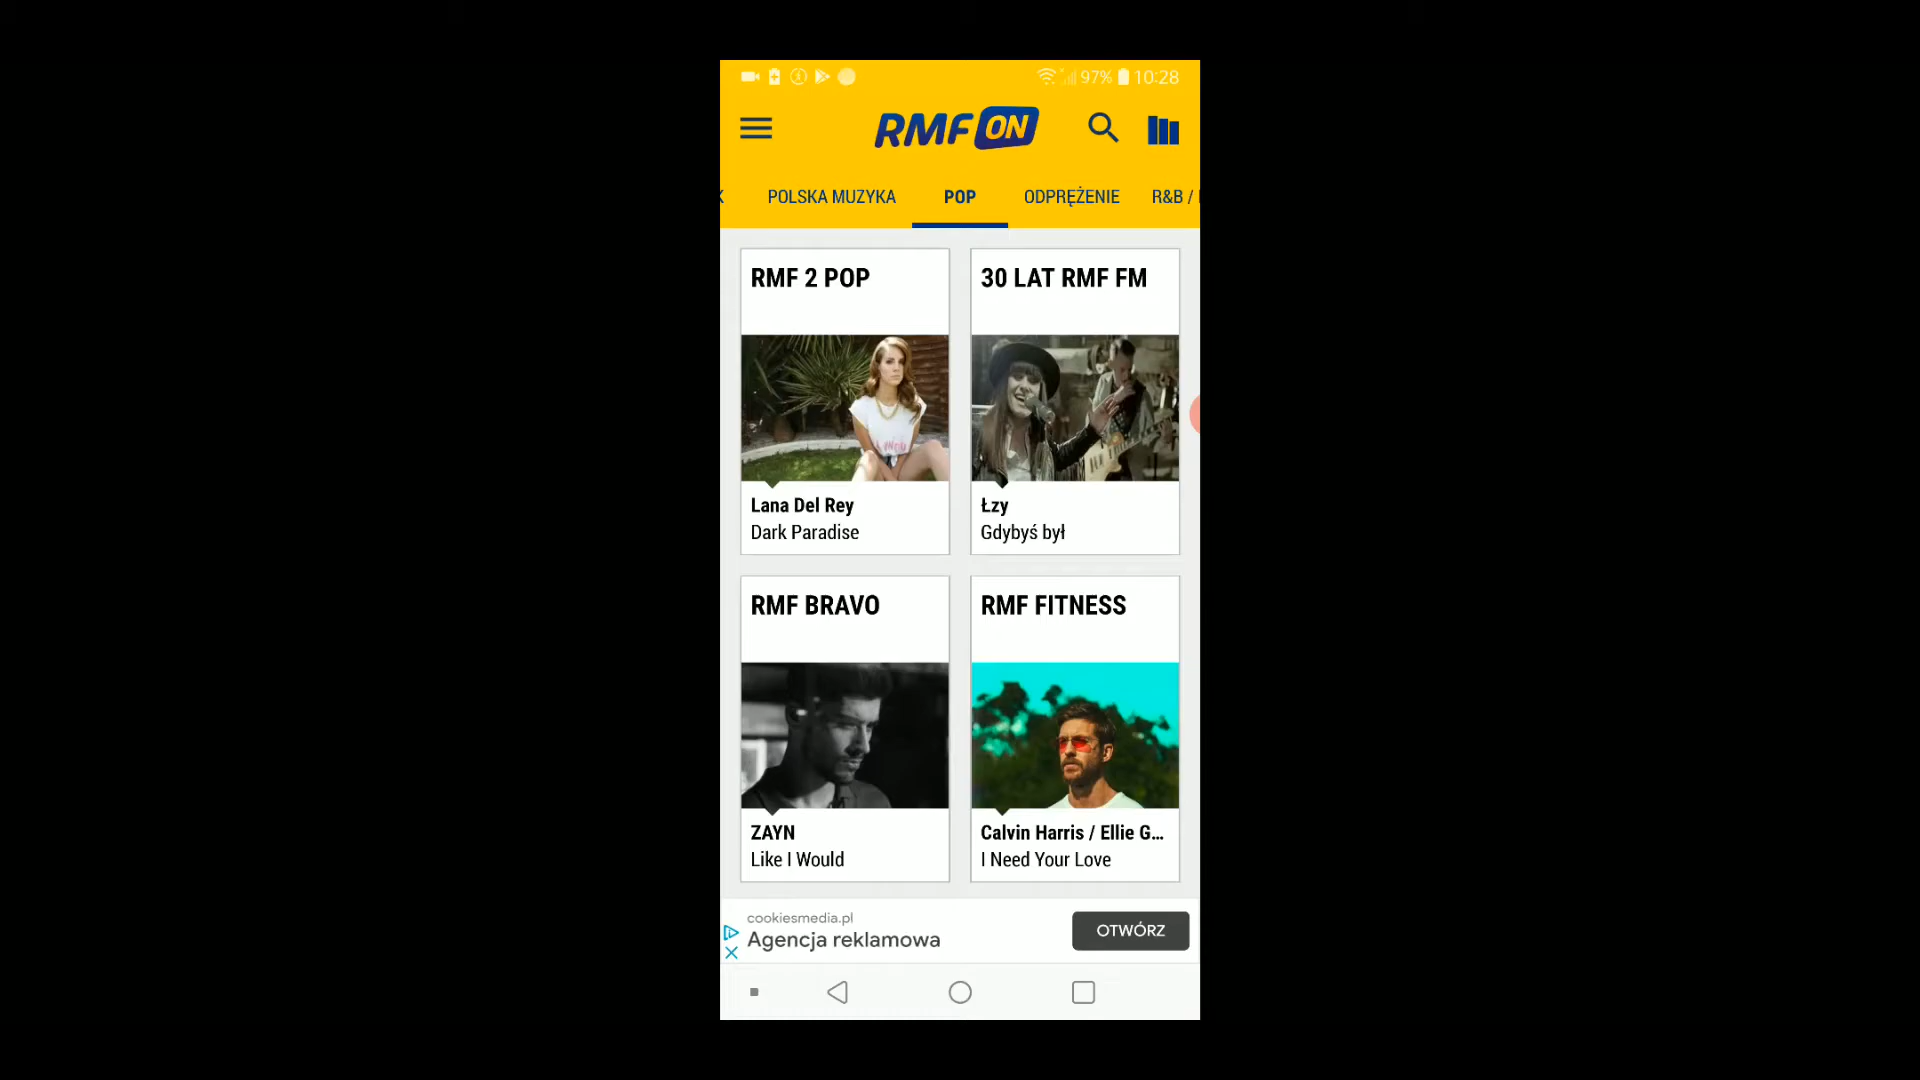 97% 10:28
RMF ON
K POLSKA MUZYKA POP ODPRĘŻENIE R&B /
RMF 2 POP
Lana Del Rey
Dark Paradise
30 LAT RMF FM
Łzy
Gdybyś był
RMF BRAVO
ZAYN
Like I Would
RMF FITNESS
Calvin Harris / Ellie G...
I Need Your Love
cookiesmedia.pl
Agencja reklamowa
OTWÓRZ